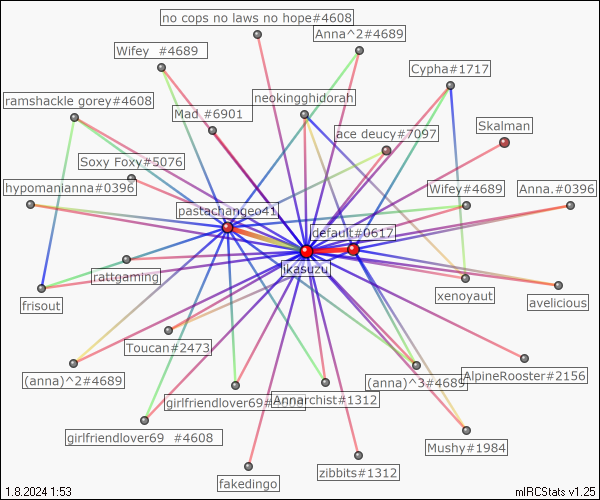 no cops no laws no hope#4608
Anna^2#4689
Wifey #4689
Cypha#1717
ramshackle gorey#4608
neokingghidorah
Mad #6901
ace deucy#7097
Skalman
Soxy Foxy#5076
hypomanianna#0396
Wifey#4689
Anna.#0396
pastachangeo41
default#0617
jkasuzu
rattgaming
frisout
xenoyaut
avelicious
Toucan#2473
(anna)^2#4689
(anna)^3#4689
AlpineRooster#2156
girlfriendlover69#
Annarchist#1312
girlfriendlover69 #4608
Mushy#1984
zibbits#1312
fakedingo
1.8.2024 1:53
mIRCStats v1.25